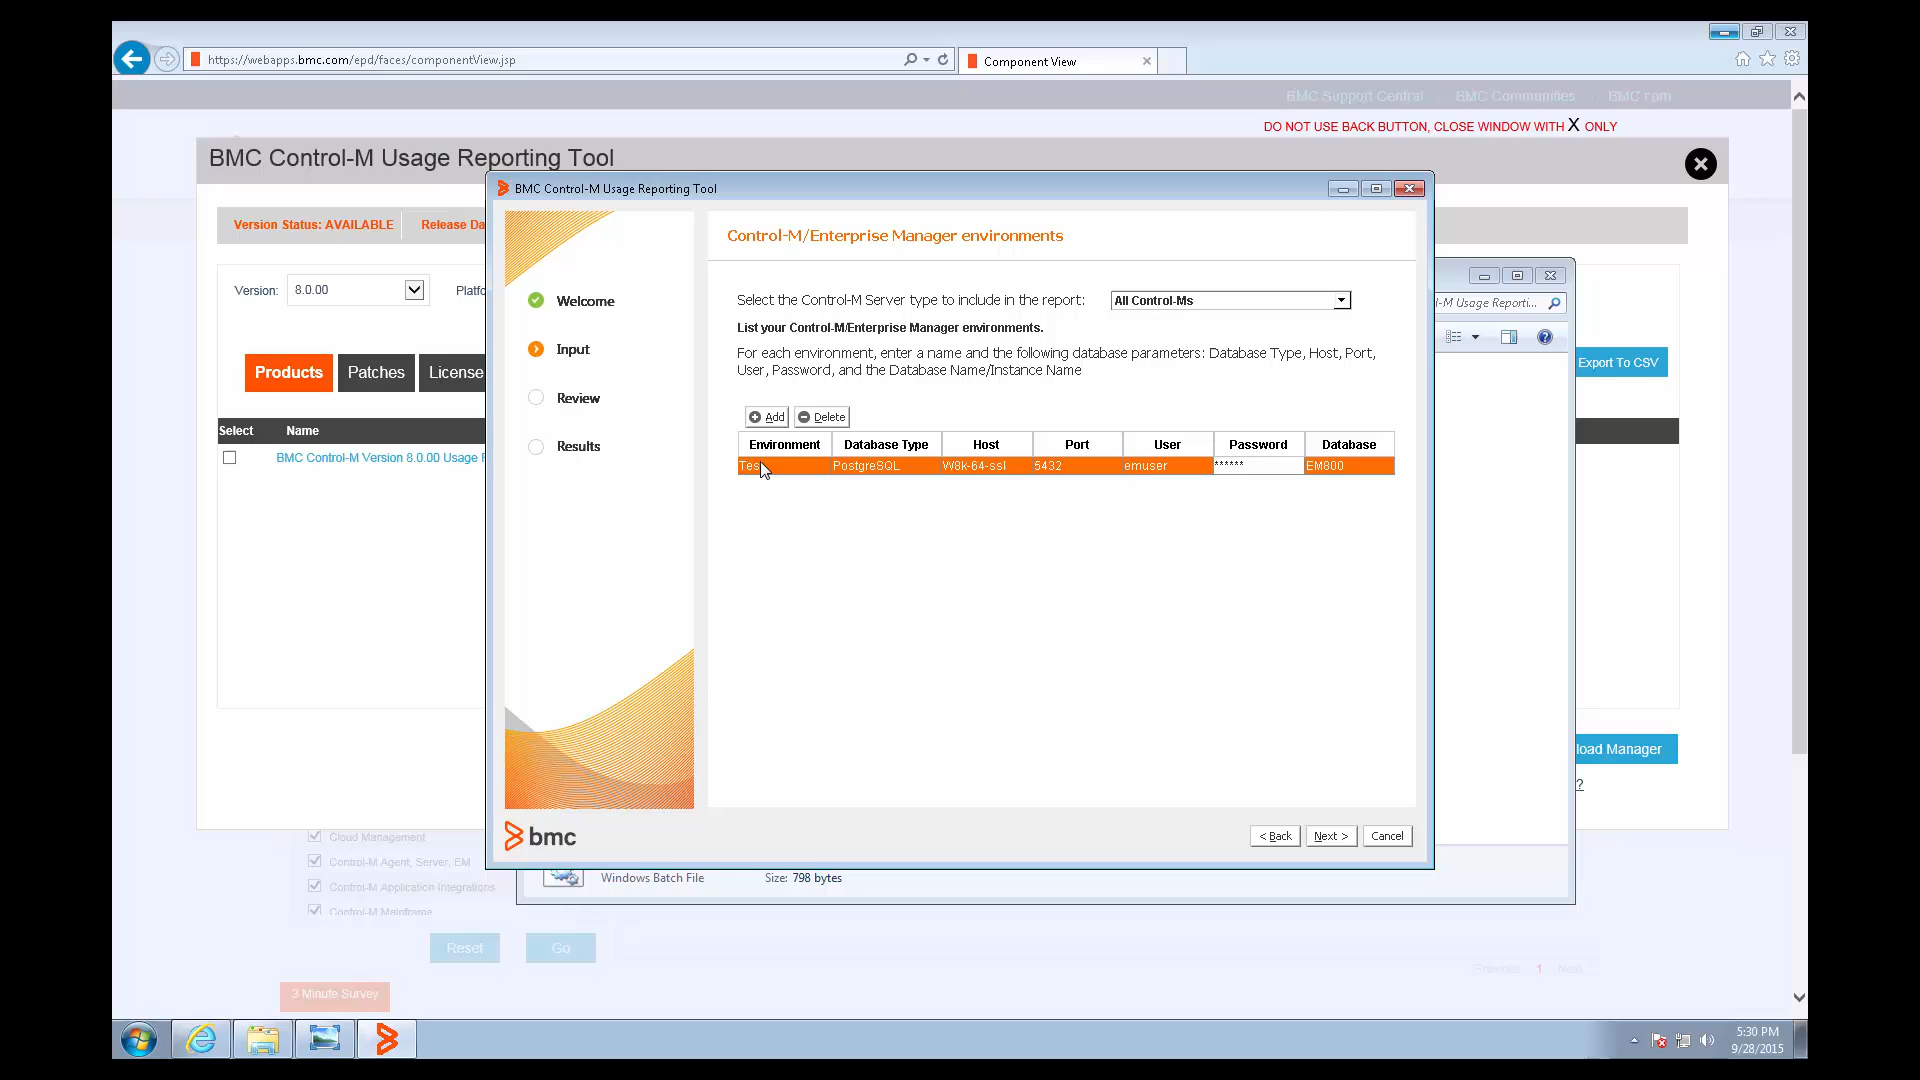 https://webapps.bmc.com/epd/faces/componentView.jsp
Component View
BMC Support Central
BMC Communities
DO NOT USE BACK BUTTON, CLOSE WINDOW WITH X ONLY
BMC Control-M Usage Reporting Tool
Version Status: AVAILABLE
Release Da
Version:
8.0.00
Platfo
Products
Patches
License
Select
Name
BMC Control-M Version 8.0.00 Usage R
BMC Control-M Usage Reporting Tool
Welcome
Input
Review
Results
bmc
Control-M/Enterprise Manager environments
Select the Control-M Server type to include in the report:
All Control-Ms
List your Control-M/Enterprise Manager environments.
For each environment, enter a name and the following database parameters: Database Type, Host, Port,
User, Password, and the Database Name/Instance Name
Add
Delete
Environment Database Type Host Port User Password Database
Tes PostgreSQL W8k-64-ssl 5432 emuser ****** EM800
< Back
Next >
Cancel
l-M Usage Reporti...
Export To CSV
load Manager
?
Windows Batch File
Size: 798 bytes
Cloud Management
Control-M Agent, Server, EM
Control-M Application Integrations
Control-M Mainframe
Reset
Go
Previous 1 Next
3 Minute Survey
5:30 PM
9/28/2015